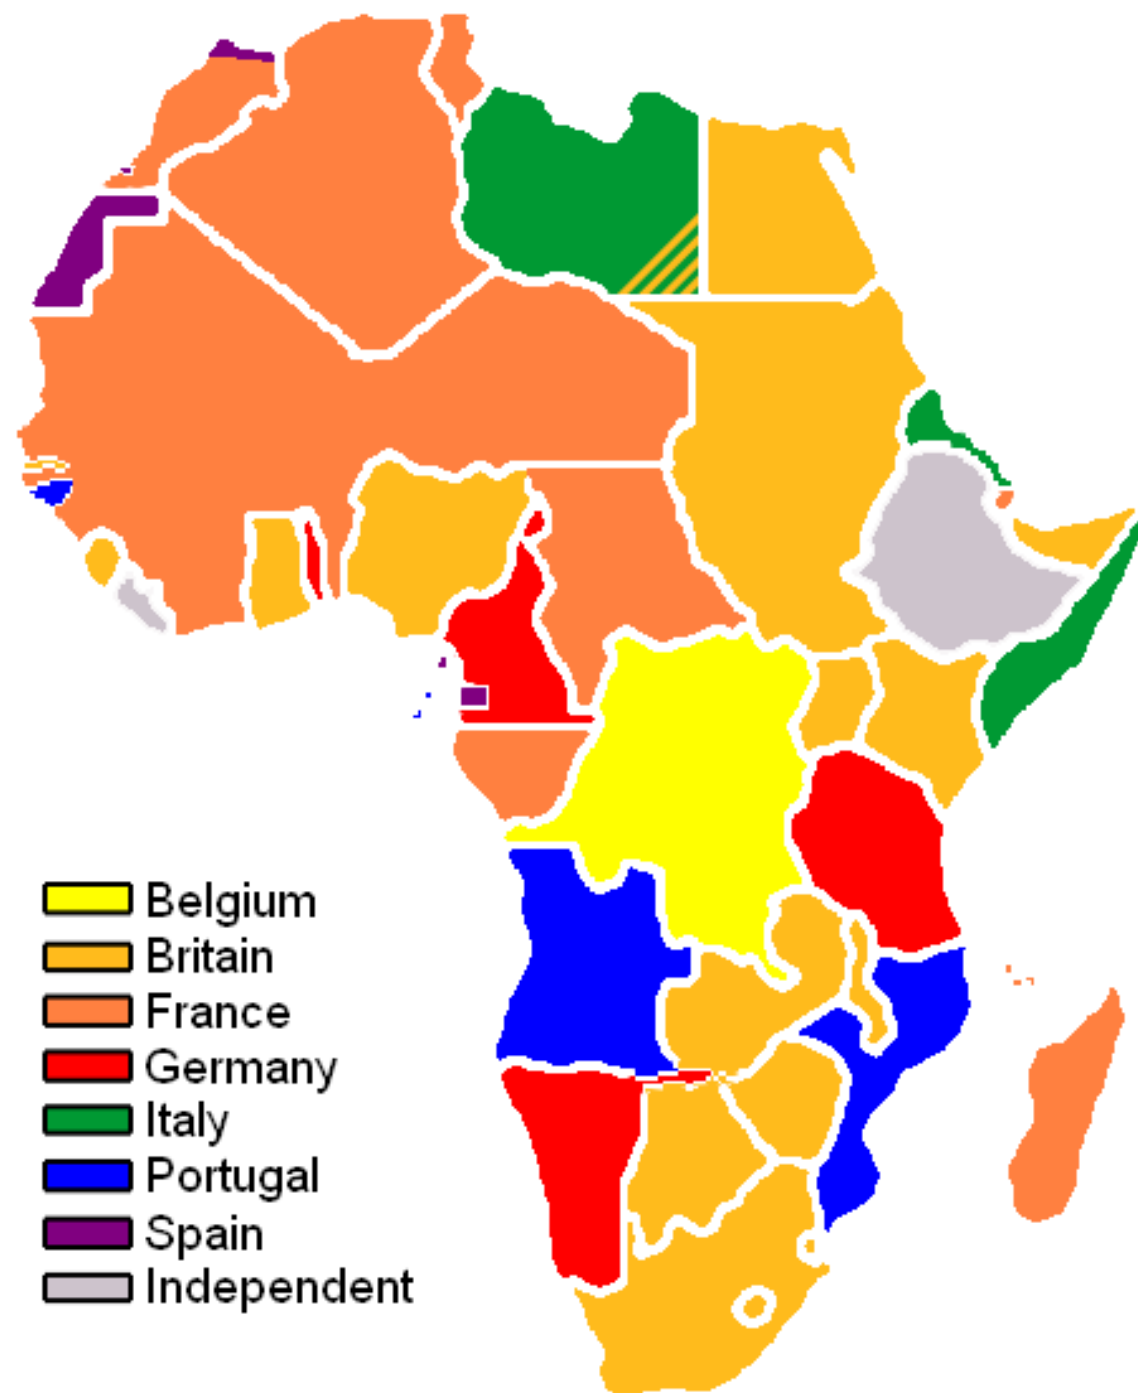 Belgium
Britain
France
Germany
Italy
Portugal
Spain
Independent